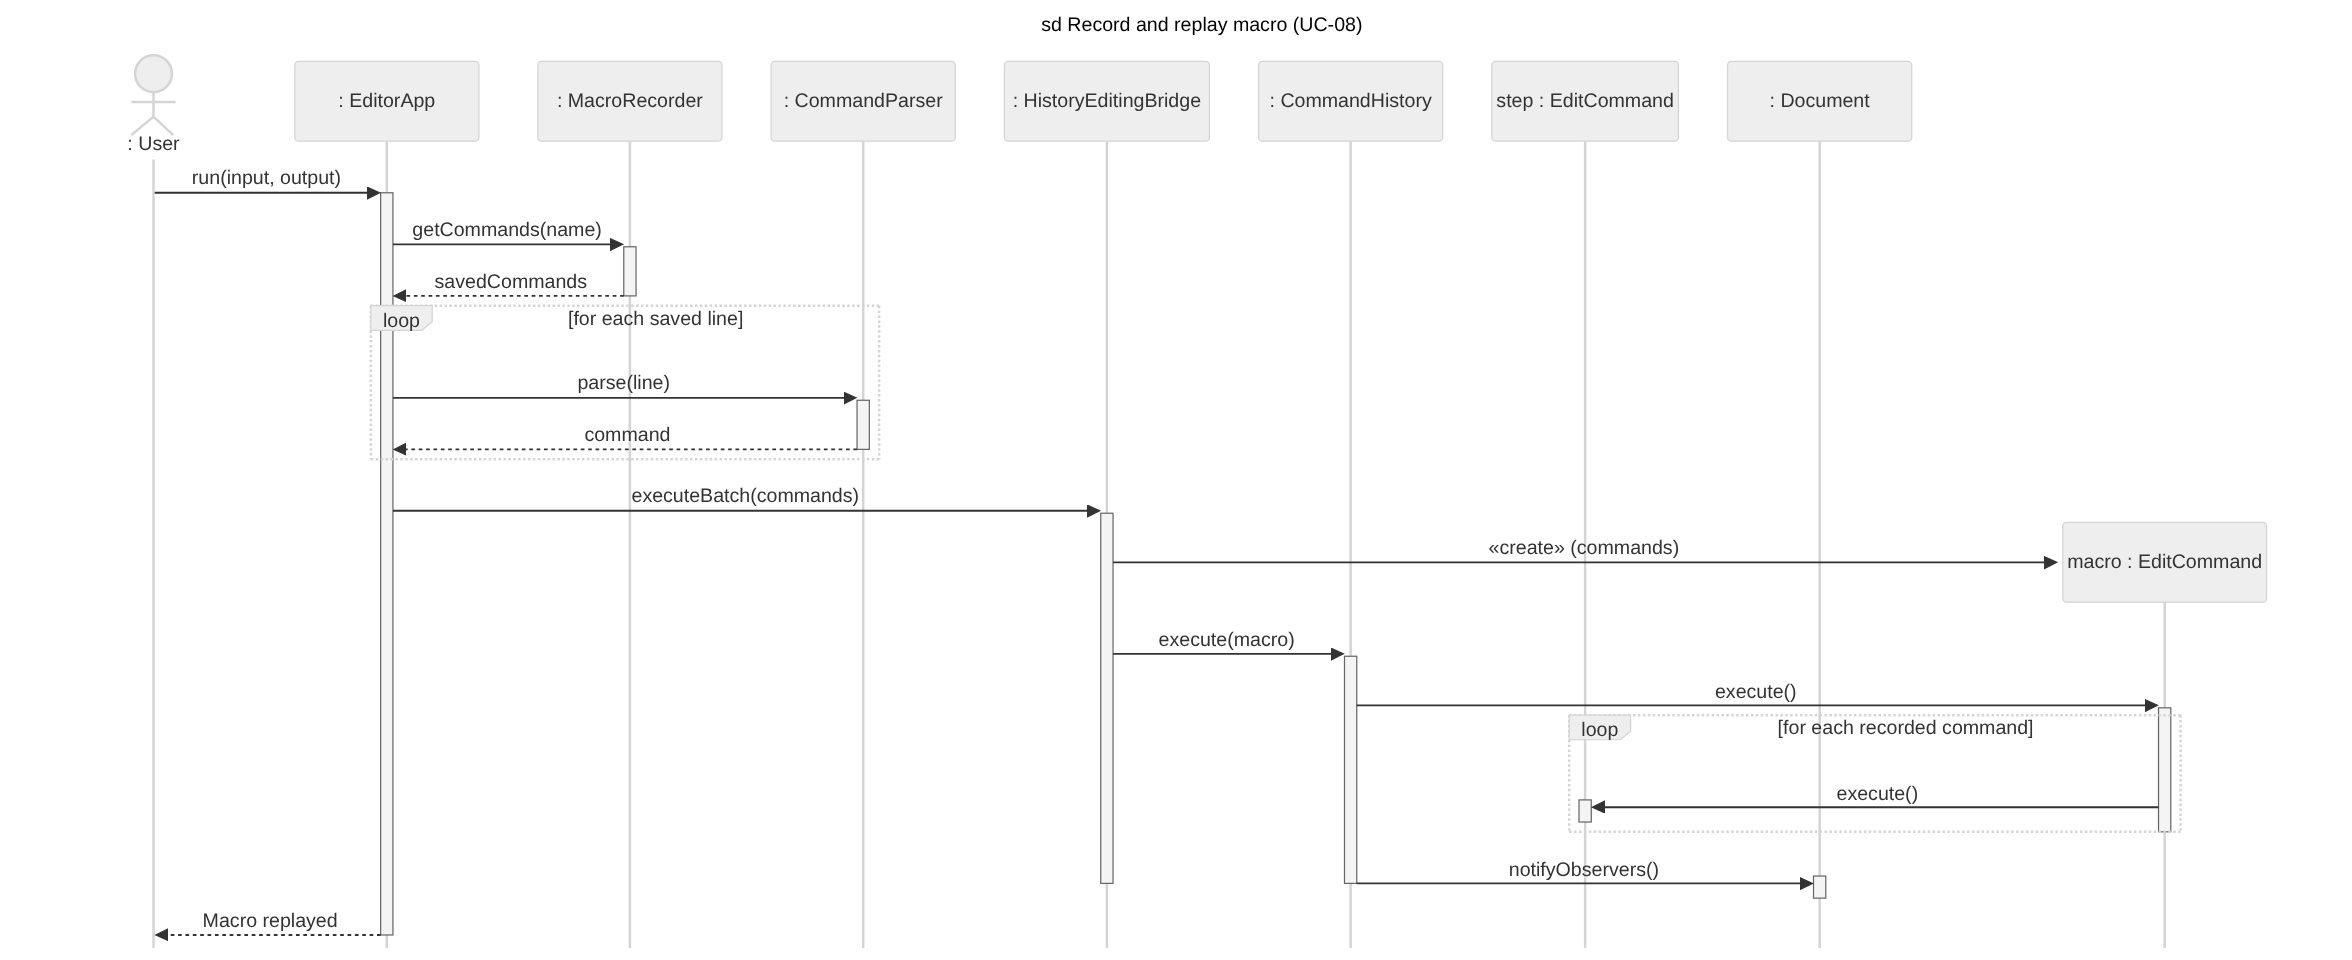 sd Record and replay macro (UC-08)
: User
: EditorApp
: MacroRecorder
: CommandParser
: HistoryEditingBridge
: CommandHistory
step : EditCommand
: Document
run(input, output)
getCommands(name)
savedCommands
loop
[for each saved line]
parse(line)
command
executeBatch(commands)
«create» (commands)
macro : EditCommand
execute(macro)
execute()
loop
[for each recorded command]
execute()
notifyObservers()
Macro replayed